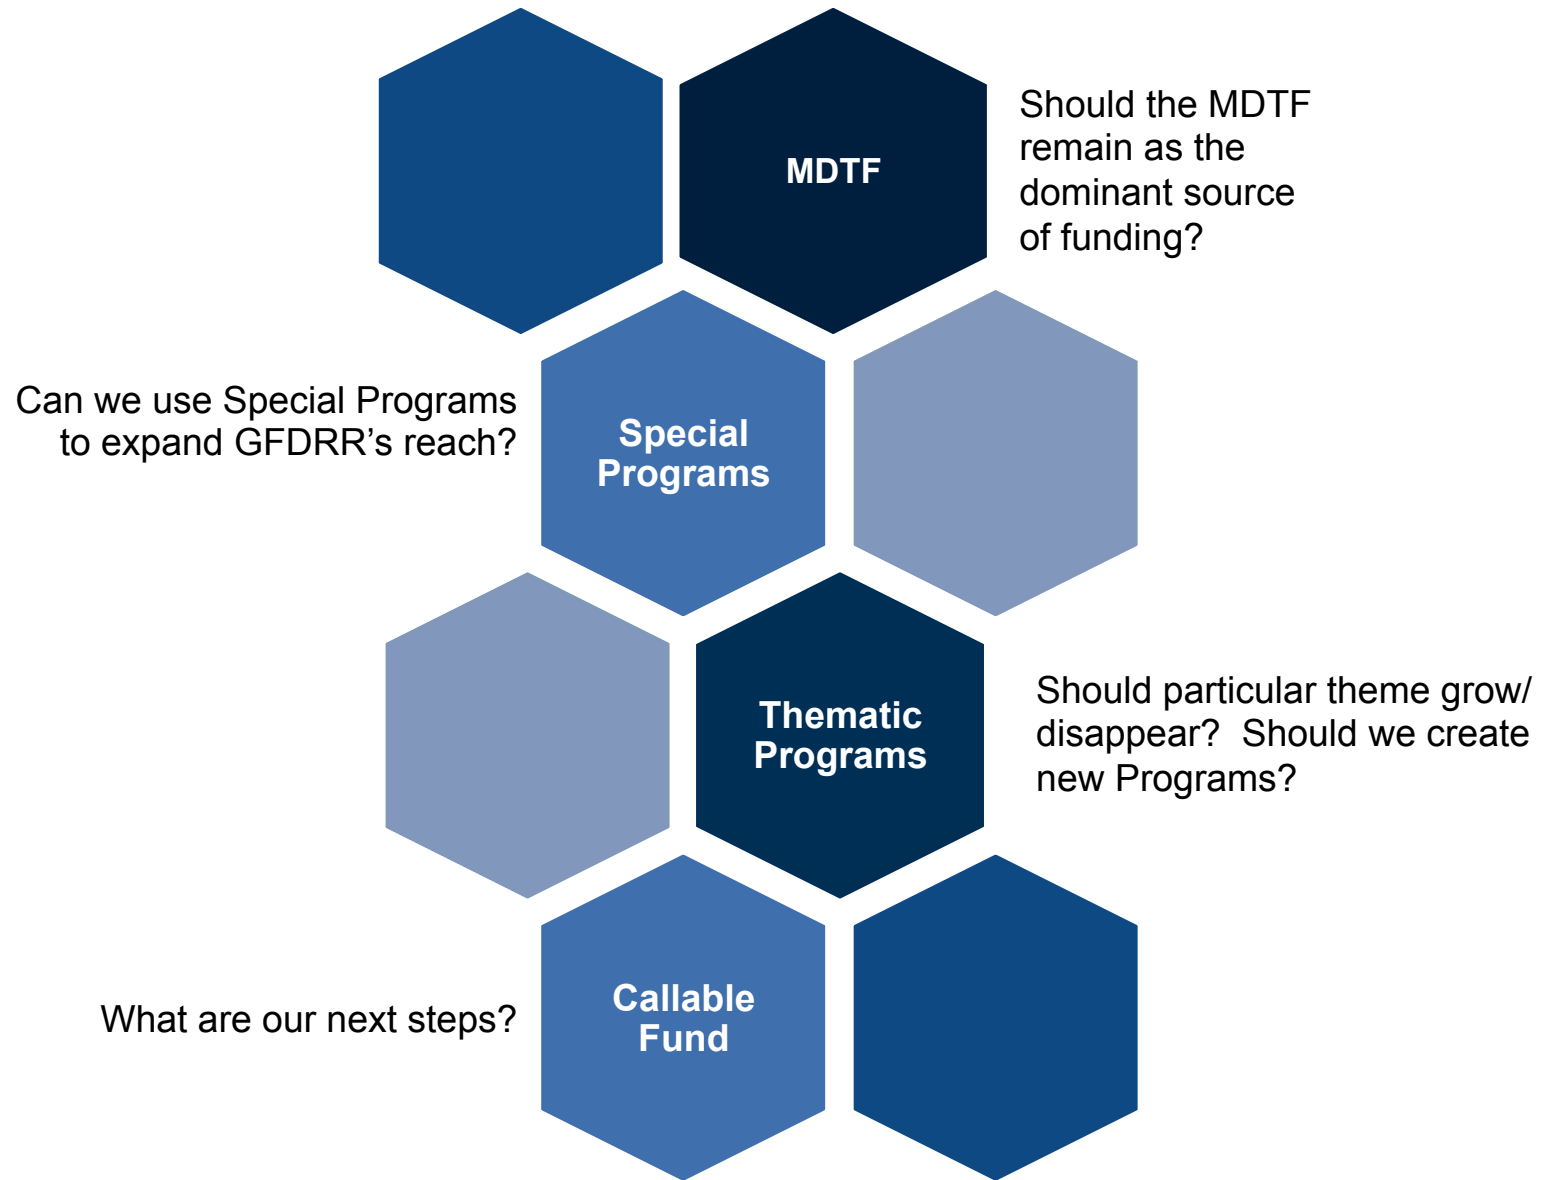 MDTF
Should the MDTF
remain as the
dominant source
of funding?
Can we use Special Programs
to expand GFDRR’s reach?
Special
Programs
Thematic
Programs
Should particular theme grow/
disappear?  Should we create
new Programs?
What are our next steps?
Callable
Fund